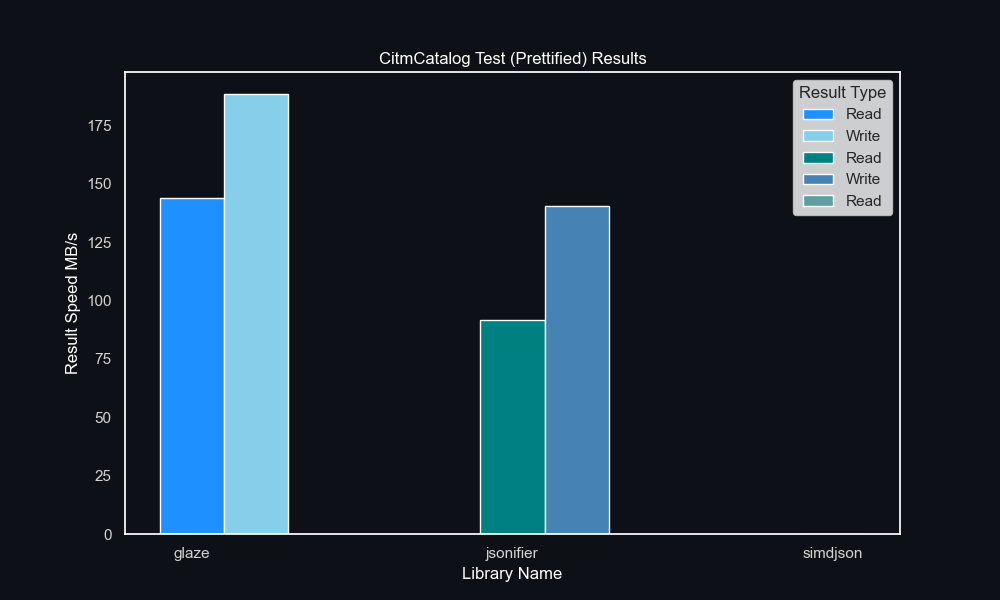 CitmCatalog Test (Prettified) Results
Result Speed MB/s
175
150
125
100
75
50
25
0
Result Type
Read
Write
Read
Write
Read
glaze
jsonifier
simdjson
Library Name